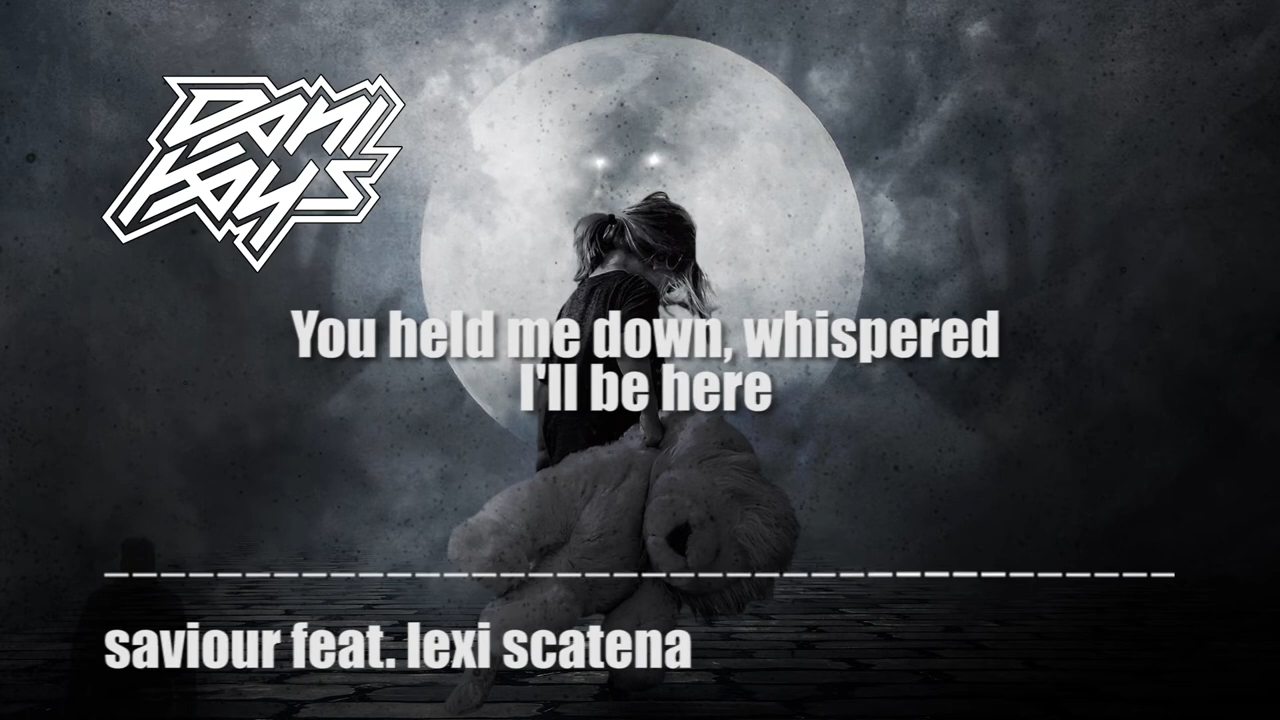 DANI
KAYS
You held me down, whispered
I'll be here
saviour feat. lexi scatena